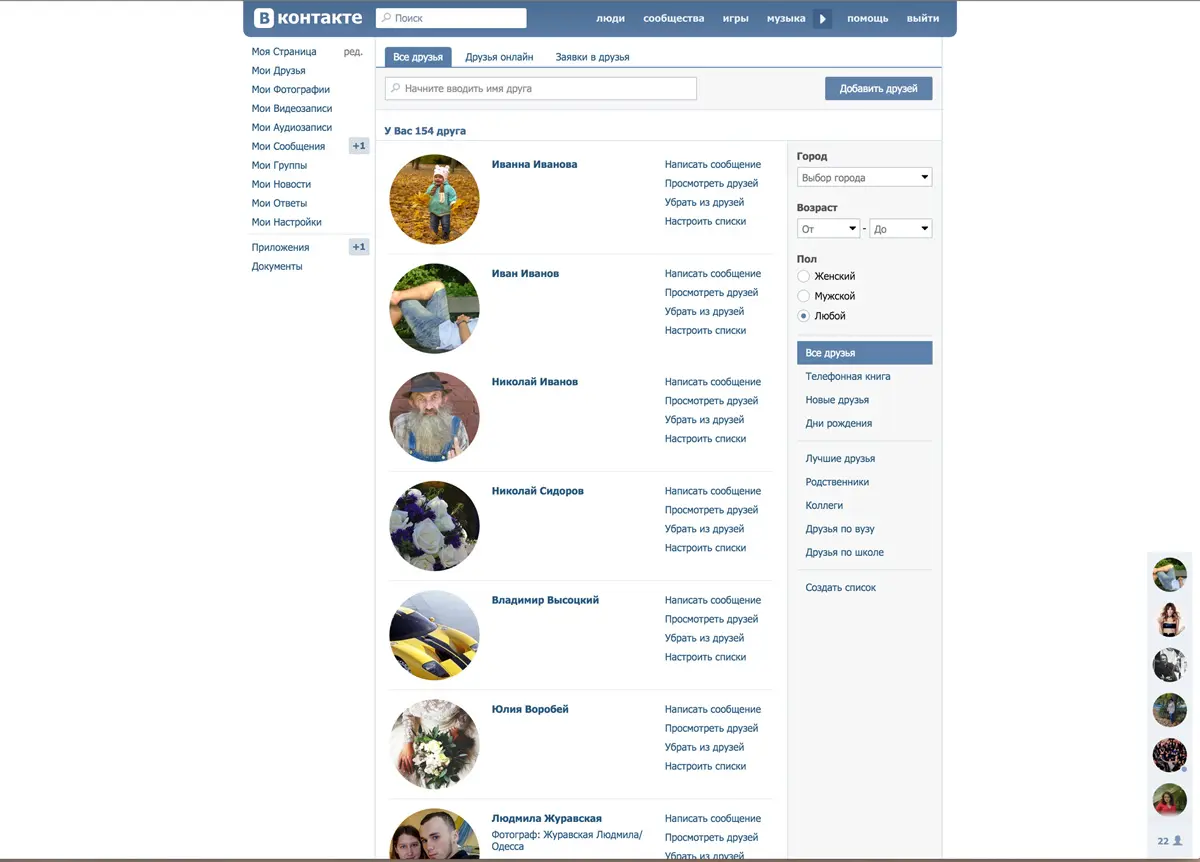 В контакте
Поиск
люди сообщества игры музыка помощь выйти
Моя Страница ред.
Мои Друзья
Мои Фотографии
Мои Видеозаписи
Мои Аудиозаписи
Мои Сообщения +1
Мои Группы
Мои Новости
Мои Ответы
Мои Настройки
Приложения +1
Документы
Все друзья Друзья онлайн Заявки в друзья
Начните вводить имя друга
Добавить друзей
У Вас 154 друга
Иванна Иванова
Написать сообщение
Просмотреть друзей
Убрать из друзей
Настроить списки
Иван Иванов
Написать сообщение
Просмотреть друзей
Убрать из друзей
Настроить списки
Николай Иванов
Написать сообщение
Просмотреть друзей
Убрать из друзей
Настроить списки
Николай Сидоров
Написать сообщение
Просмотреть друзей
Убрать из друзей
Настроить списки
Владимир Высоцкий
Написать сообщение
Просмотреть друзей
Убрать из друзей
Настроить списки
Юлия Воробей
Написать сообщение
Просмотреть друзей
Убрать из друзей
Настроить списки
Людмила Журавская
Фотограф: Журавская Людмила/
Одесса
Написать сообщение
Просмотреть друзей
Убрать из друзей
Город
Выбор города
Возраст
От - До
Пол
Женский
Мужской
Любой
Все друзья
Телефонная книга
Новые друзья
Дни рождения
Лучшие друзья
Родственники
Коллеги
Друзья по вузу
Друзья по школе
Создать список
22